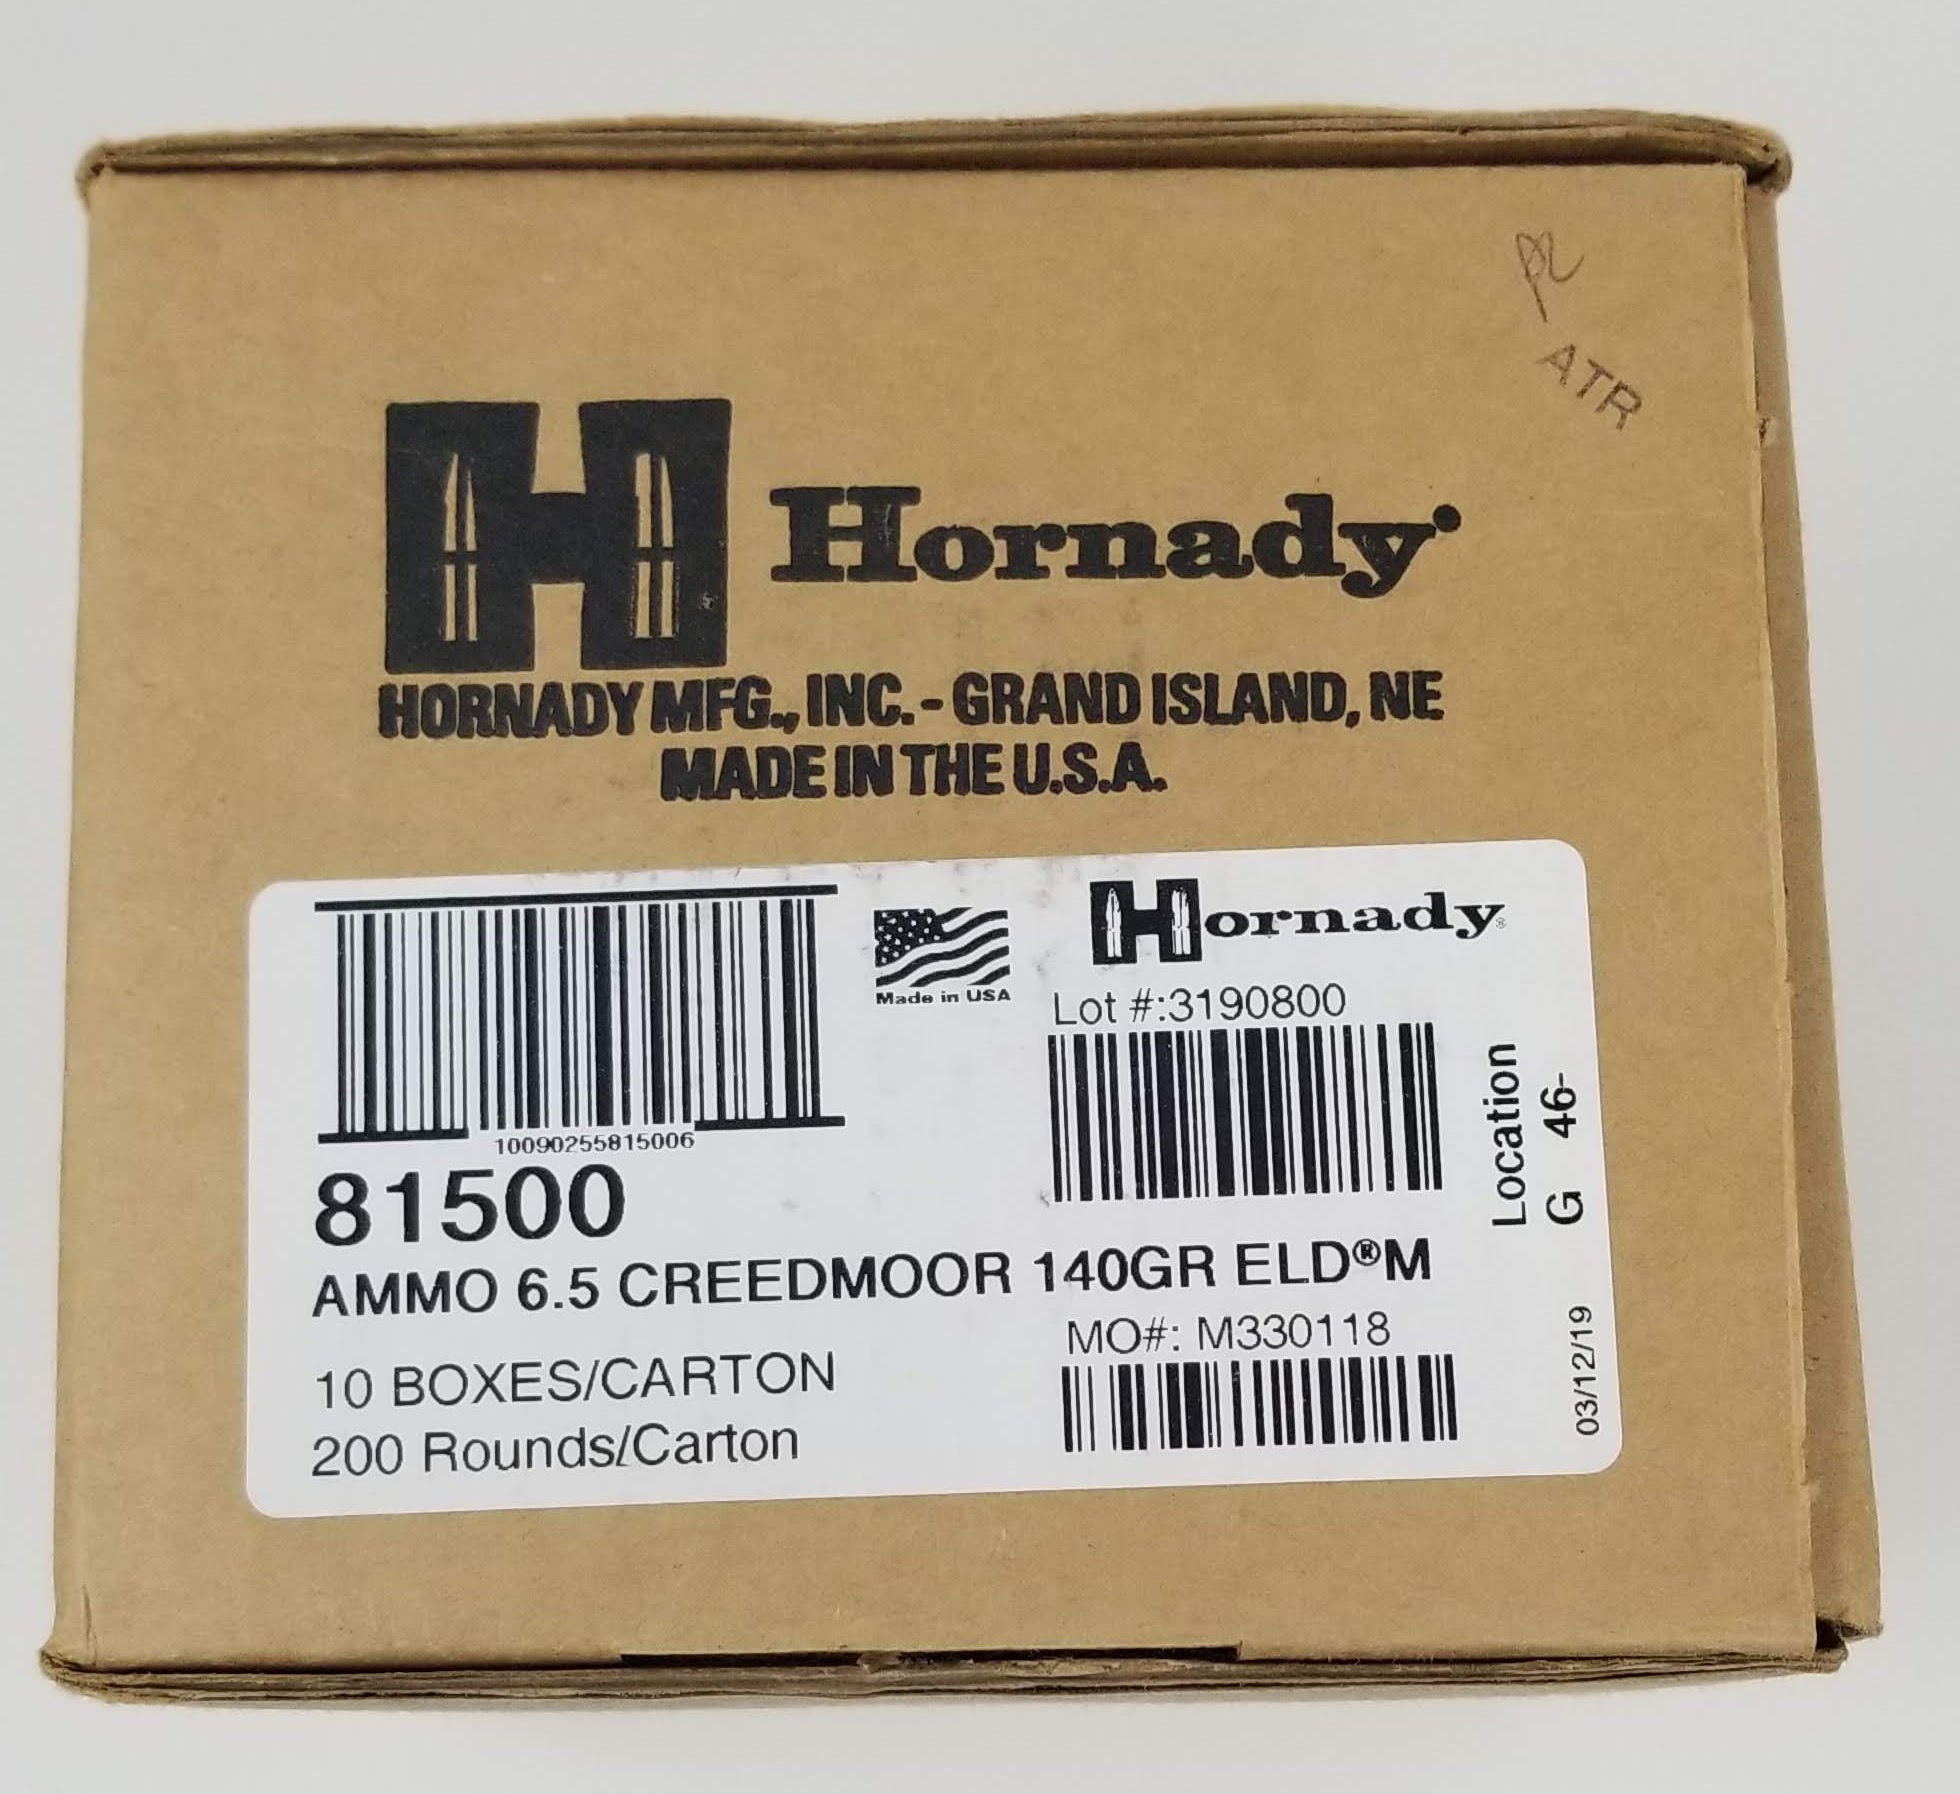 ATR
Hornady
HORNADY MFG., INC. - GRAND ISLAND, NE
MADE IN THE U.S.A.
10090255815006
Made in USA
Hornady®
Lot #:3190800
Location
G 46-
03/12/19
81500
AMMO 6.5 CREEDMOOR 140GR ELD®M
MO#: M330118
10 BOXES/CARTON
200 Rounds/Carton